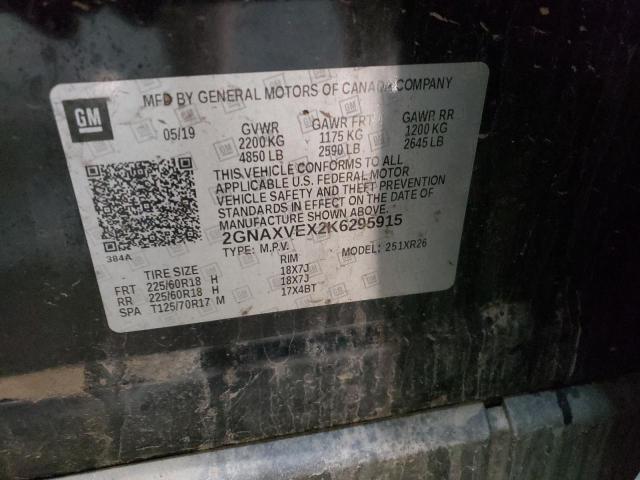 GM
MFD BY GENERAL MOTORS OF CANADA COMPANY
05/19 GVWR GAWR FRT GAWR RR
2200 KG 1175 KG 1200 KG
4850 LB 2590 LB 2645 LB
THIS VEHICLE CONFORMS TO ALL
APPLICABLE U.S. FEDERAL MOTOR
VEHICLE SAFETY AND THEFT PREVENTION
STANDARDS IN EFFECT ON THE DATE OF
MANUFACTURE SHOWN ABOVE.
2GNAXVEX2K6295915
384A
TYPE: M.P.V. MODEL: 251XR26
TIRE SIZE RIM
FRT 225/60R18 H 18X7J
RR 225/60R18 H 18X7J
SPA T125/70R17 M 17X4BT